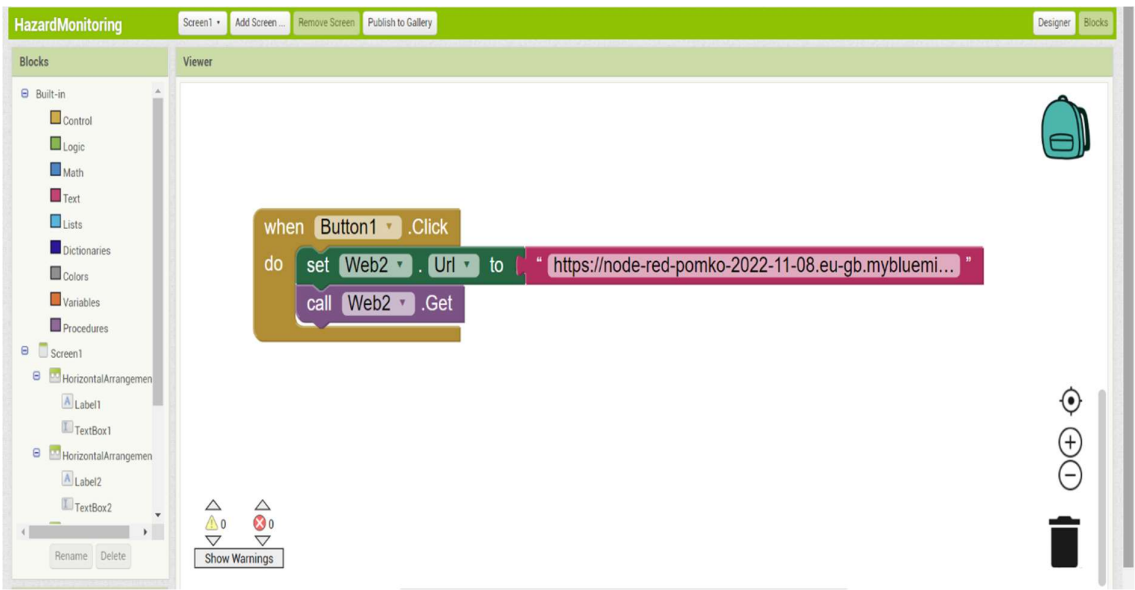 HazardMonitoring Screen1 Add Screen ... Remove Screen Publish to Gallery Designer Blocks
Blocks
Viewer
Built-in
Control
Logic
Math
Text
Lists
Dictionaries
Colors
Variables
Procedures
Screen1
HorizontalArrangemen
Label1
TextBox1
HorizontalArrangemen
Label2
TextBox2
Rename Delete
when Button1 .Click
do set Web2 . Url to " https://node-red-pomko-2022-11-08.eu-gb.mybluemi... "
call Web2 .Get
0 0
Show Warnings